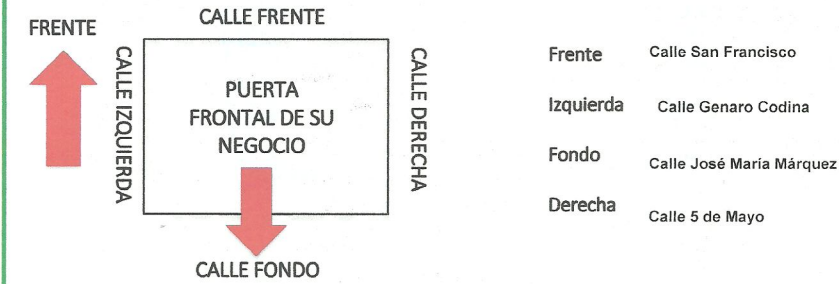 CALLE FRENTE
FRENTE
CALLE IZQUIERDA
PUERTA
FRONTAL DE SU
NEGOCIO
CALLE DERECHA
CALLE FONDO
Frente Calle San Francisco
Izquierda Calle Genaro Codina
Fondo Calle José María Márquez
Derecha Calle 5 de Mayo